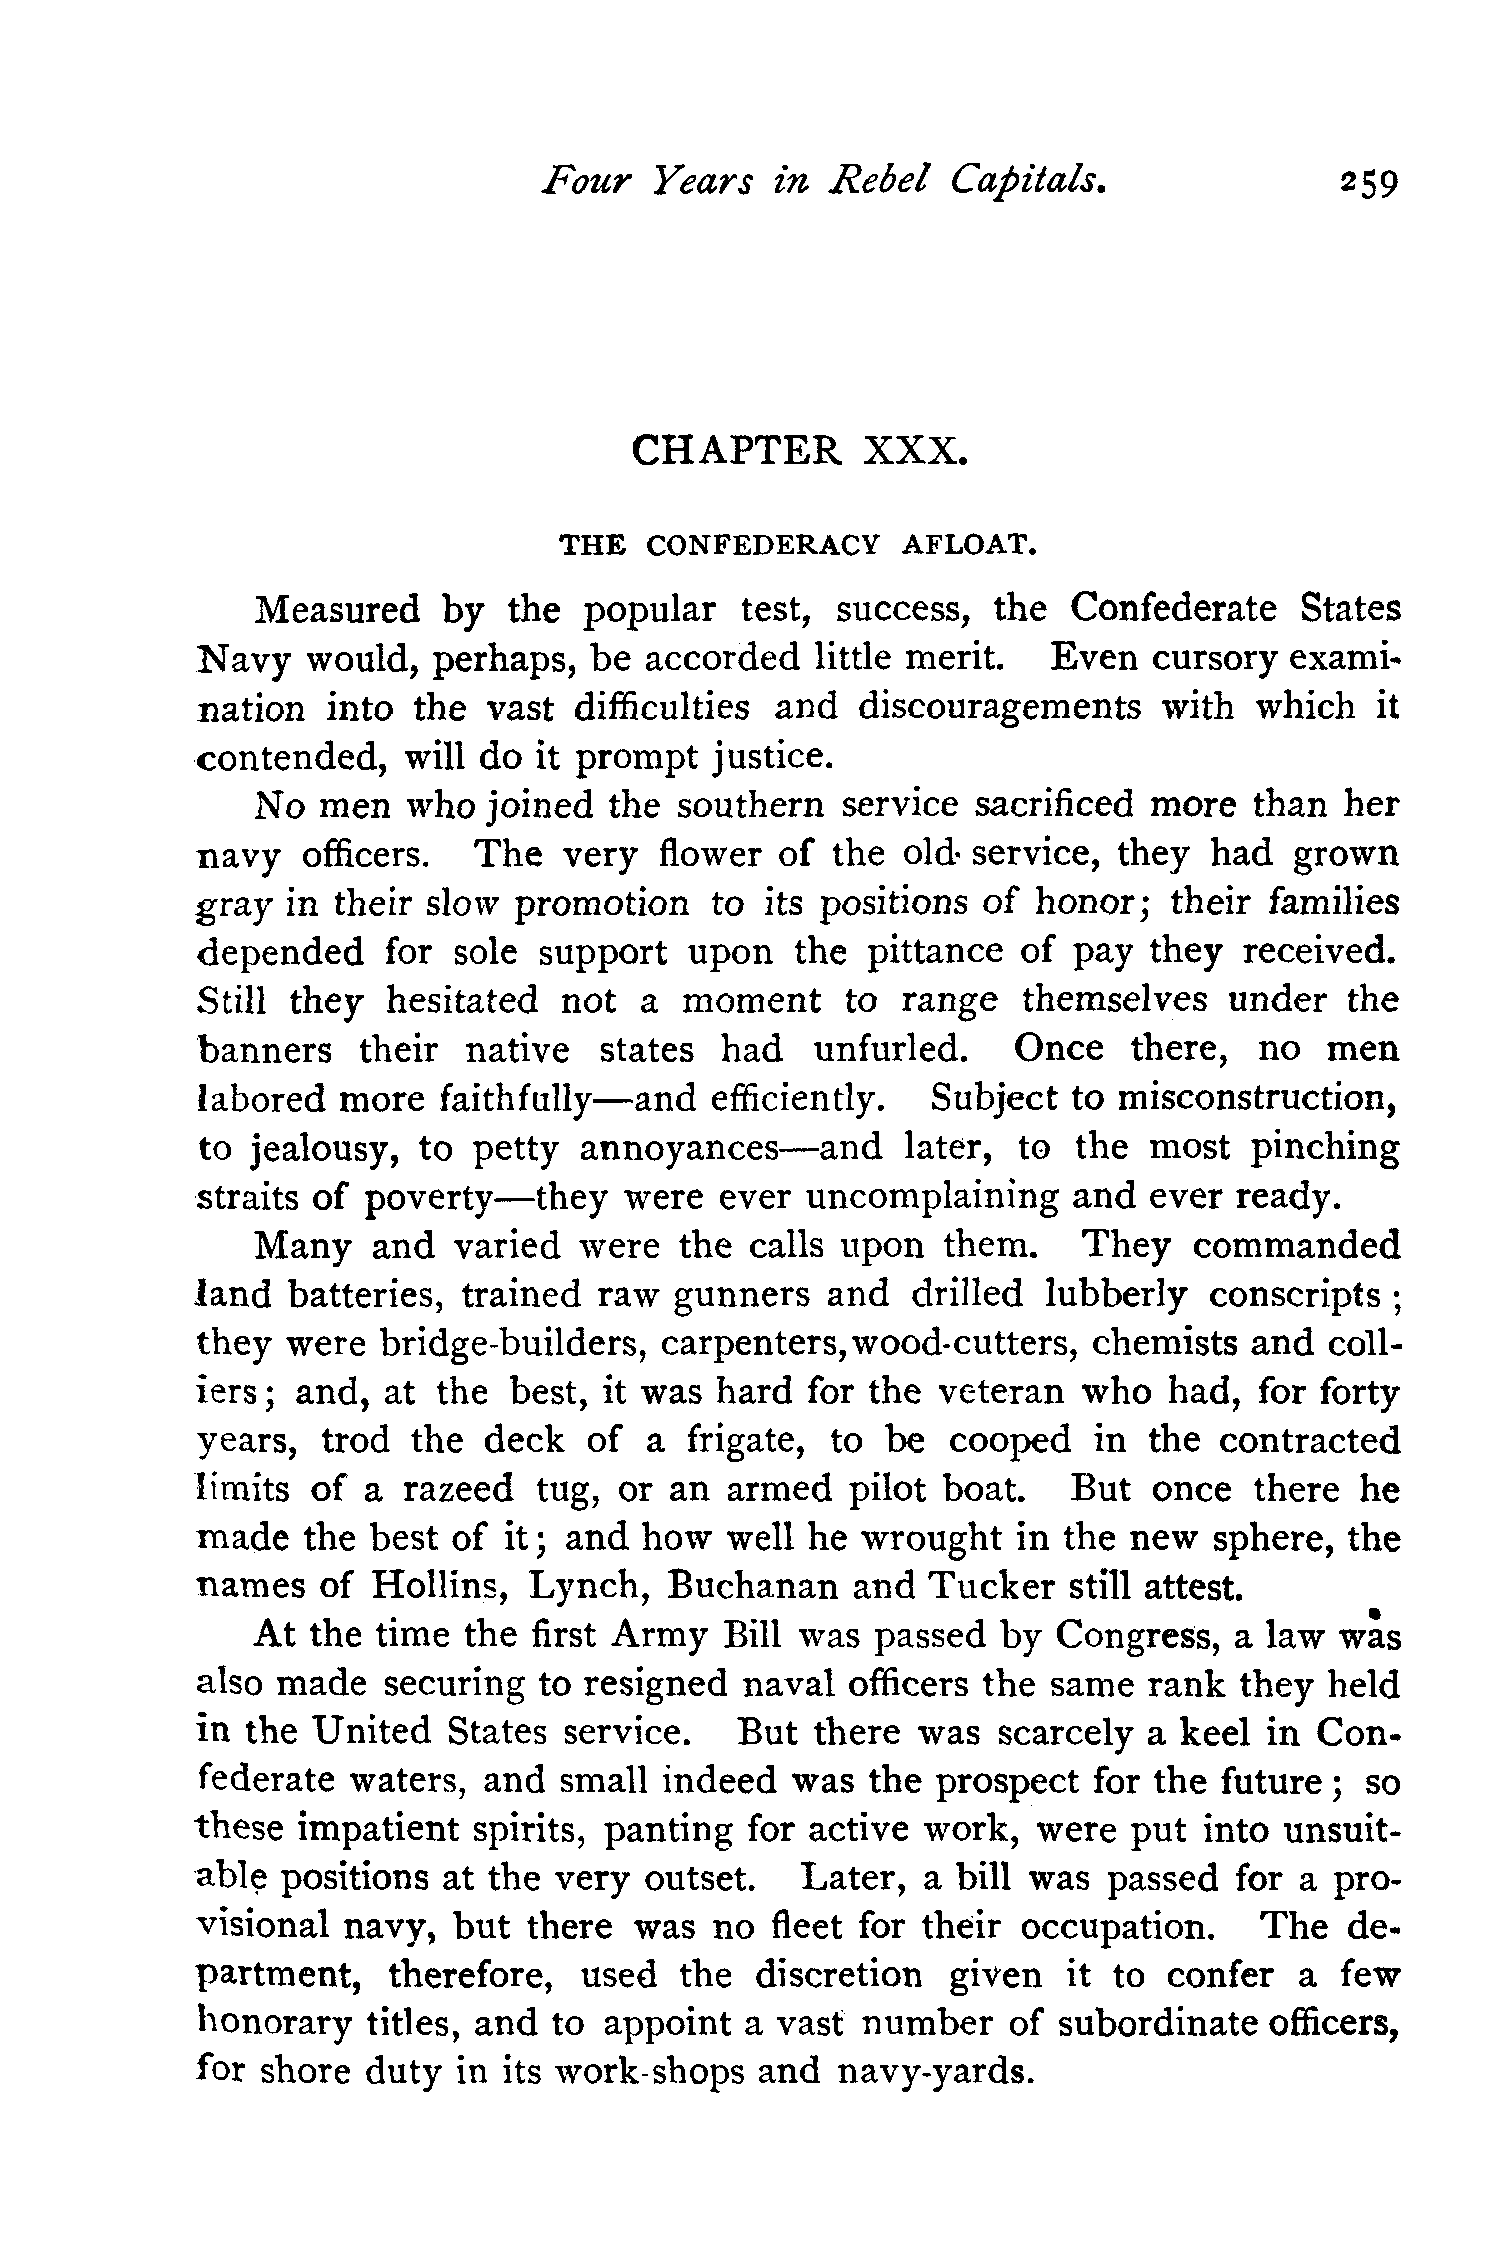 Four Years in Rebel Capitals. 259
CHAPTER XXX.
THE CONFEDERACY AFLOAT.
Measured by the popular test, success, the Confederate States
Navy would, perhaps, be accorded little merit. Even cursory exami-
nation into the vast difficulties and discouragements with which it
contended, will do it prompt justice.
No men who joined the southern service sacrificed more than her
navy officers. The very flower of the old service, they had grown
gray in their slow promotion to its positions of honor; their families
depended for sole support upon the pittance of pay they received.
Still they hesitated not a moment to range themselves under the
banners their native states had unfurled. Once there, no men
labored more faithfully—and efficiently. Subject to misconstruction,
to jealousy, to petty annoyances—and later, to the most pinching
straits of poverty—they were ever uncomplaining and ever ready.
Many and varied were the calls upon them. They commanded
land batteries, trained raw gunners and drilled lubberly conscripts ;
they were bridge-builders, carpenters, wood-cutters, chemists and coll-
iers ; and, at the best, it was hard for the veteran who had, for forty
years, trod the deck of a frigate, to be cooped in the contracted
limits of a razeed tug, or an armed pilot boat. But once there he
made the best of it ; and how well he wrought in the new sphere, the
names of Hollins, Lynch, Buchanan and Tucker still attest.
At the time the first Army Bill was passed by Congress, a law was
also made securing to resigned naval officers the same rank they held
in the United States service. But there was scarcely a keel in Con-
federate waters, and small indeed was the prospect for the future ; so
these impatient spirits, panting for active work, were put into unsuit-
able positions at the very outset. Later, a bill was passed for a pro-
visional navy, but there was no fleet for their occupation. The de-
partment, therefore, used the discretion given it to confer a few
honorary titles, and to appoint a vast number of subordinate officers,
for shore duty in its work-shops and navy-yards.